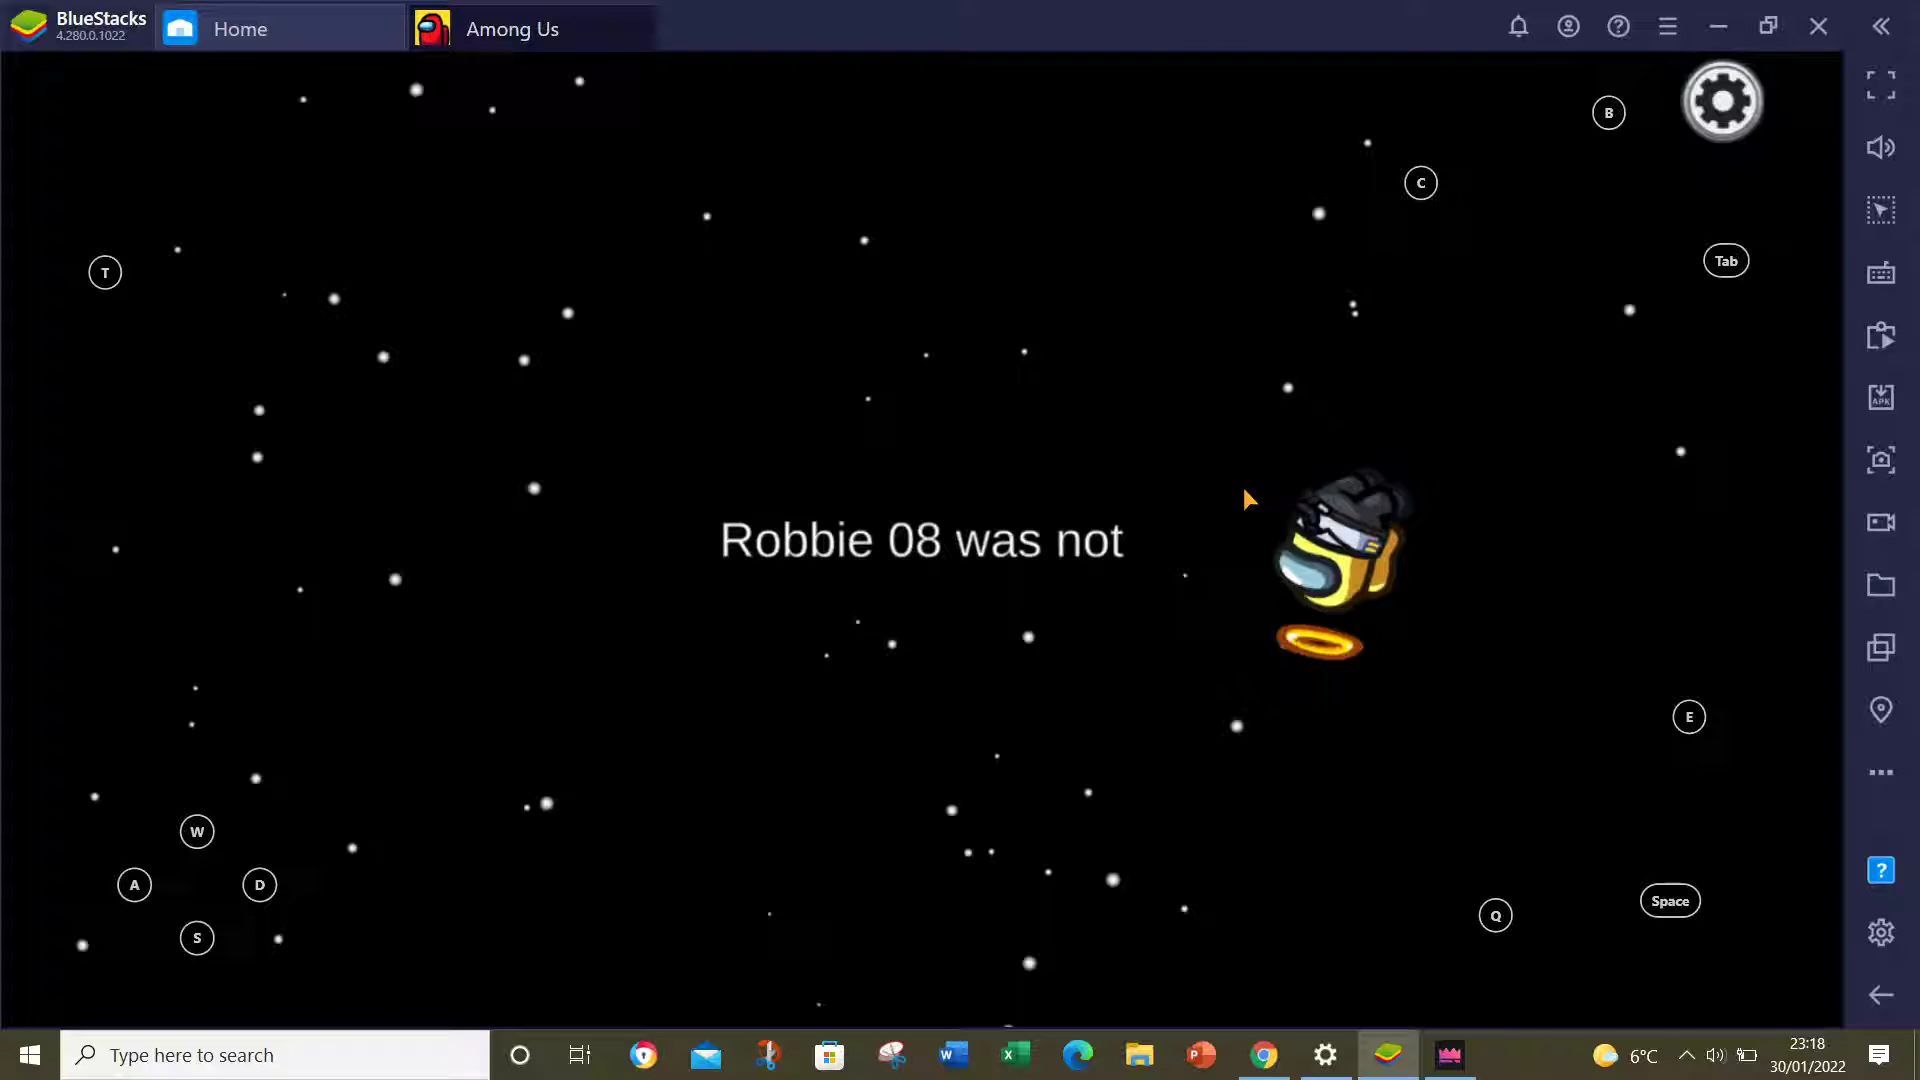 BlueStacks
4.280.0.1022
Home
Among Us
B
C
T
Tab
APK
Robbie 08 was not
E
W
A
D
S
Q
Space
?
Type here to search
6°C
23:18
30/01/2022